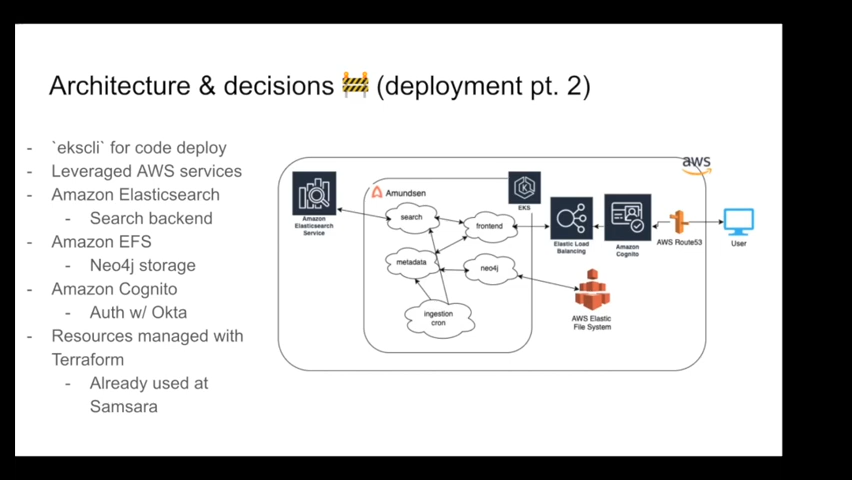 Architecture & decisions 🚧 (deployment pt. 2)
- `ekscli` for code deploy
- Leveraged AWS services
- Amazon Elasticsearch
- Search backend
- Amazon EFS
- Neo4j storage
- Amazon Cognito
- Auth w/ Okta
- Resources managed with
Terraform
- Already used at
Samsara
aws
Amazon
Elasticsearch
Service
Amundsen
EKS
search
frontend
metadata
neo4j
ingestion
cron
Elastic Load
Balancing
Amazon
Cognito
AWS Route53
User
AWS Elastic
File System